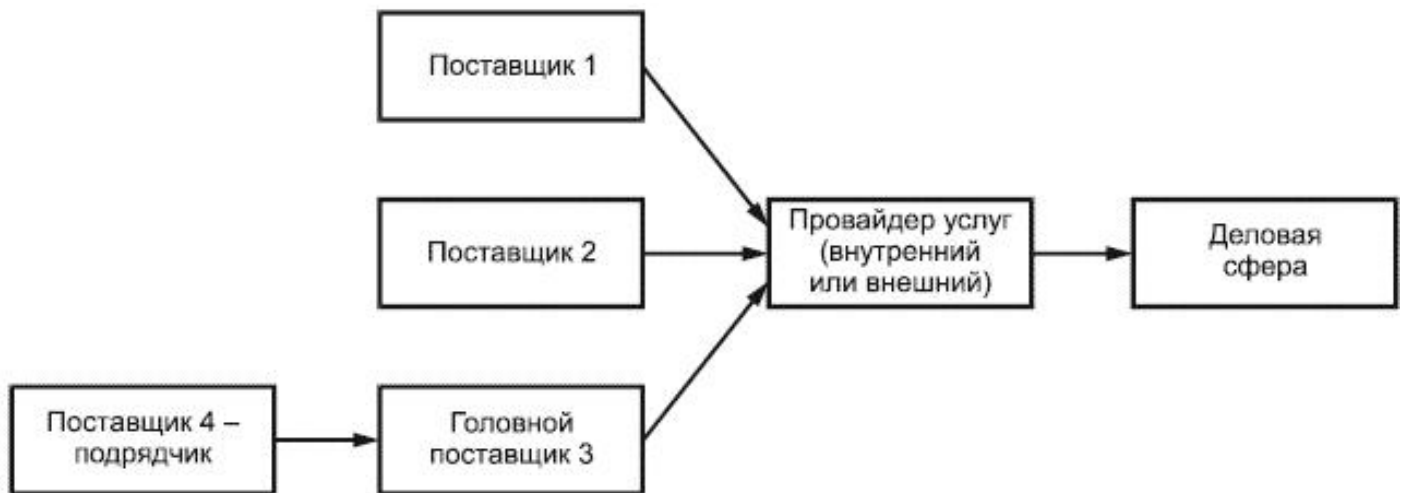 Поставщик 1
Поставщик 2
Провайдер услуг
(внутренний
или внешний)
Деловая
сфера
Поставщик 4 –
подрядчик
Головной
поставщик 3